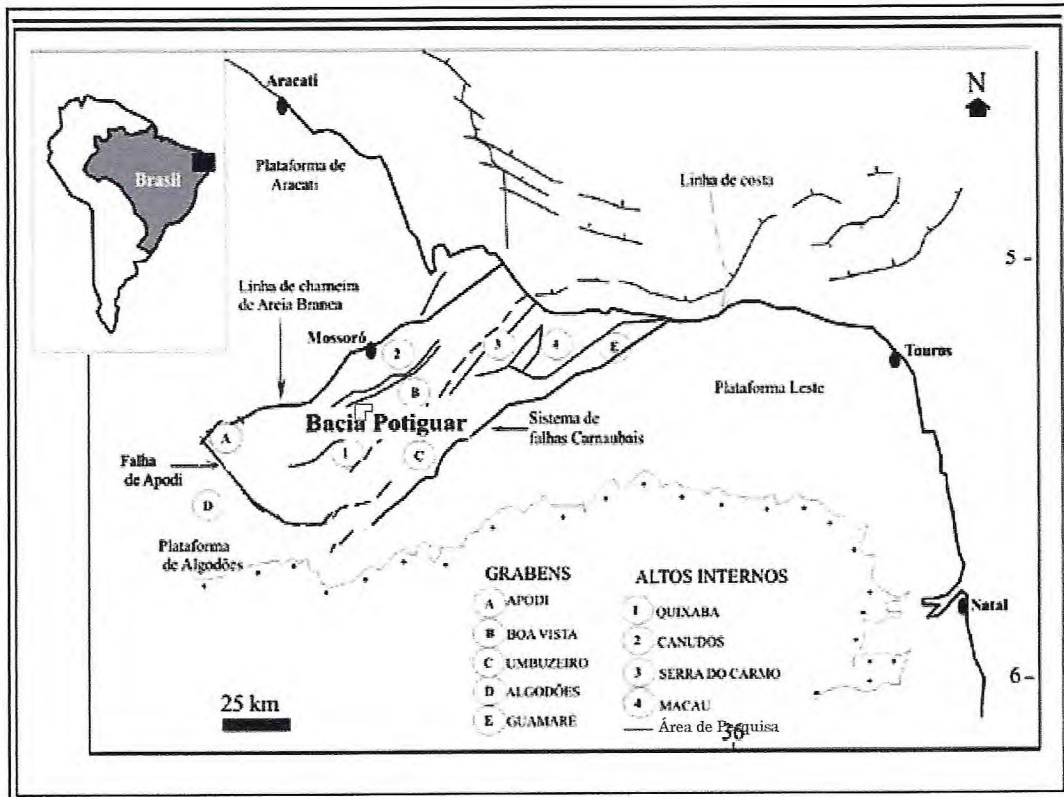 Aracati
N
Plataforma de
Aracati
Linha de costa
Brasil
5 -
Linha de charneira
de Areia Branca
Mossoró
2
3
4
E
Touros
B
Plataforma Leste
Bacia Potiguar
A
Sistema de
falhas Carnaubais
1
C
Falha
de Apodi
D
Plataforma
de Algodões
GRABENS
A APODI
B BOA VISTA
C UMBUZEIRO
D ALGODÕES
E GUAMARÉ
ALTOS INTERNOS
1 QUIXABA
2 CANUDOS
3 SERRA DO CARMO
4 MACAU
Área de Pesquisa
Natal
6 -
25 km
36